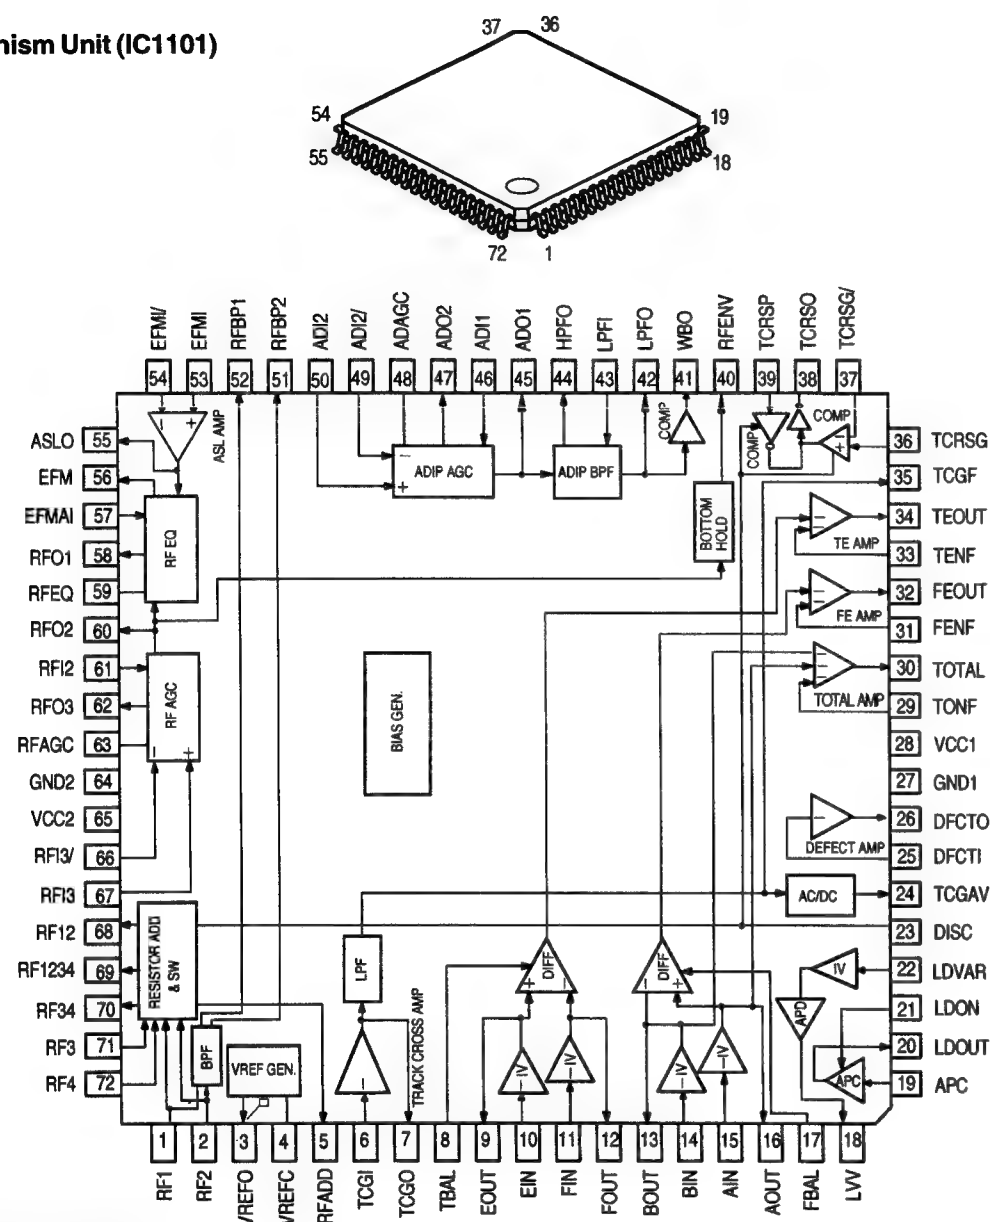 nism Unit (IC1101)
37 36
54 19
55 18
72 1
EFMI/ EFMI RFBP1 RFBP2 ADI2 ADI2/ ADAGC ADO2 ADI1 ADO1 HPFO LPFI LPFO WBO RFENV TCRSP TCRSO TCRSG/
54 53 52 51 50 49 48 47 46 45 44 43 42 41 40 39 38 37
ASL AMP
COMP
COMP
COMP
ASLO 55
36 TCRSG
EFM 56
ADIP AGC
ADIP BPF
35 TCGF
EFMAI 57
RF EQ
BOTTOM HOLD
34 TEOUT
TE AMP
RFO1 58
33 TENF
RFEQ 59
32 FEOUT
FE AMP
RFO2 60
31 FENF
RFI2 61
30 TOTAL
TOTAL AMP
RFO3 62
RF AGC
BIAS GEN.
29 TONF
RFAGC 63
28 VCC1
GND2 64
27 GND1
VCC2 65
26 DFCTO
DEFECT AMP
RFI3/ 66
25 DFCTI
RFI3 67
AC/DC
24 TCGAV
RF12 68
RESISTOR ADD & SW
23 DISC
RF1234 69
LPF
DIFF
DIFF
IV
22 LDVAR
RF34 70
APD
21 LDON
RF3 71
BPF
VREF GEN.
TRACK CROSS AMP
IV
IV
IV
IV
20 LDOUT
RF4 72
APC
19 APC
1 2 3 4 5 6 7 8 9 10 11 12 13 14 15 16 17 18
RF1 RF2 VREFO VREFC RFADD TCGI TCGO TBAL EOUT EIN FIN FOUT BOUT BIN AIN AOUT FBAL LVV